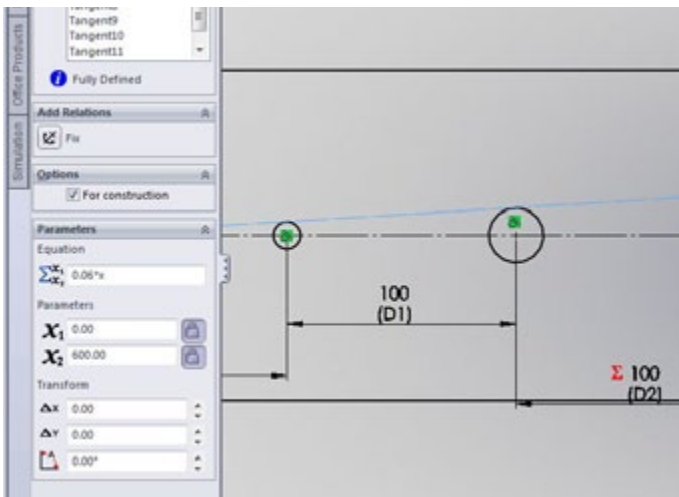 Office Products
Simulation
Tangent9
Tangent10
Tangent11
Fully Defined
Add Relations
Fix
Options
For construction
Parameters
Equation
0.06*x
Parameters
X1 0.00
X2 600.00
Transform
ΔX 0.00
ΔY 0.00
0.00°
100
(D1)
Σ 100
(D2)